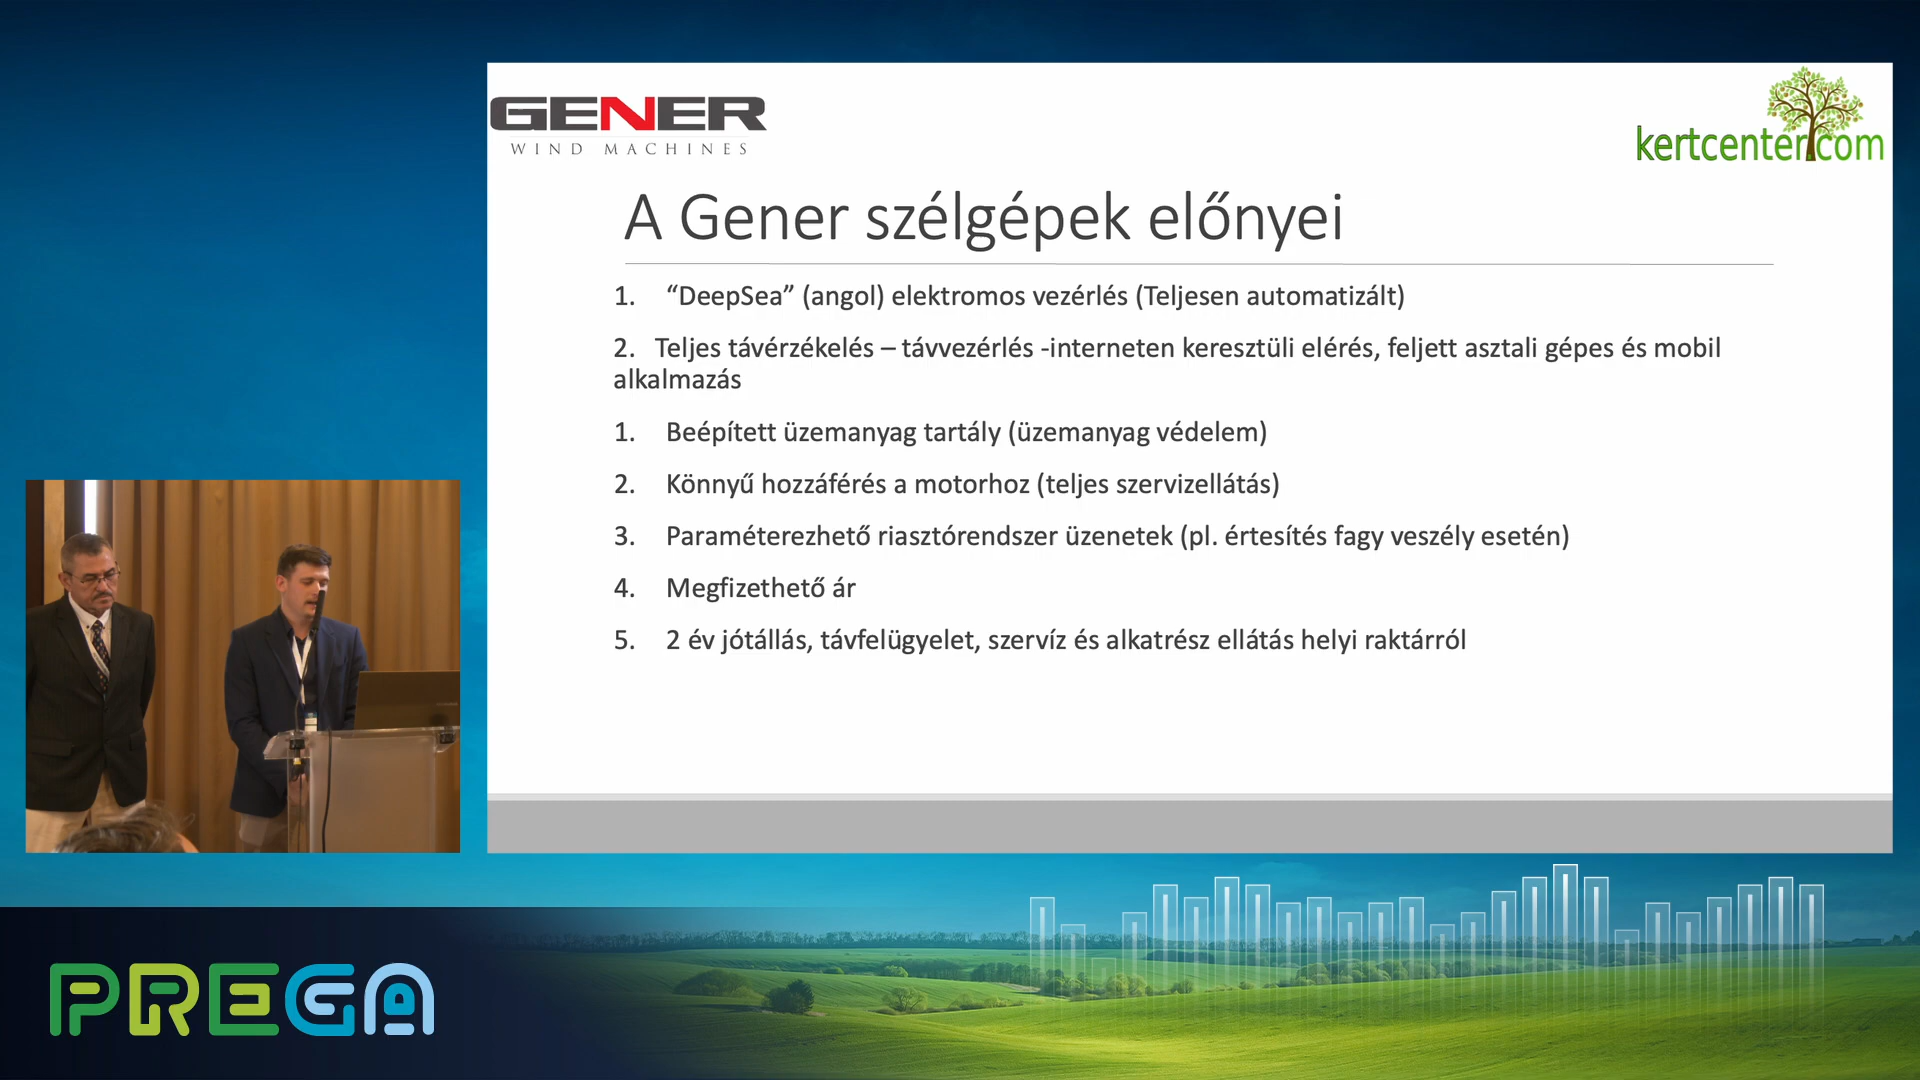 GENER
WIND MACHINES
kertcenter.com
A Gener szélgépek előnyei
1. “DeepSea” (angol) elektromos vezérlés (Teljesen automatizált)
2. Teljes távérzékelés – távvezérlés -interneten keresztüli elérés, feljett asztali gépes és mobil
alkalmazás
1. Beépített üzemanyag tartály (üzemanyag védelem)
2. Könnyű hozzáférés a motorhoz (teljes szervizellátás)
3. Paraméterezhető riasztórendszer üzenetek (pl. értesítés fagy veszély esetén)
4. Megfizethető ár
5. 2 év jótállás, távfelügyelet, szervíz és alkatrész ellátás helyi raktárról
PREGA